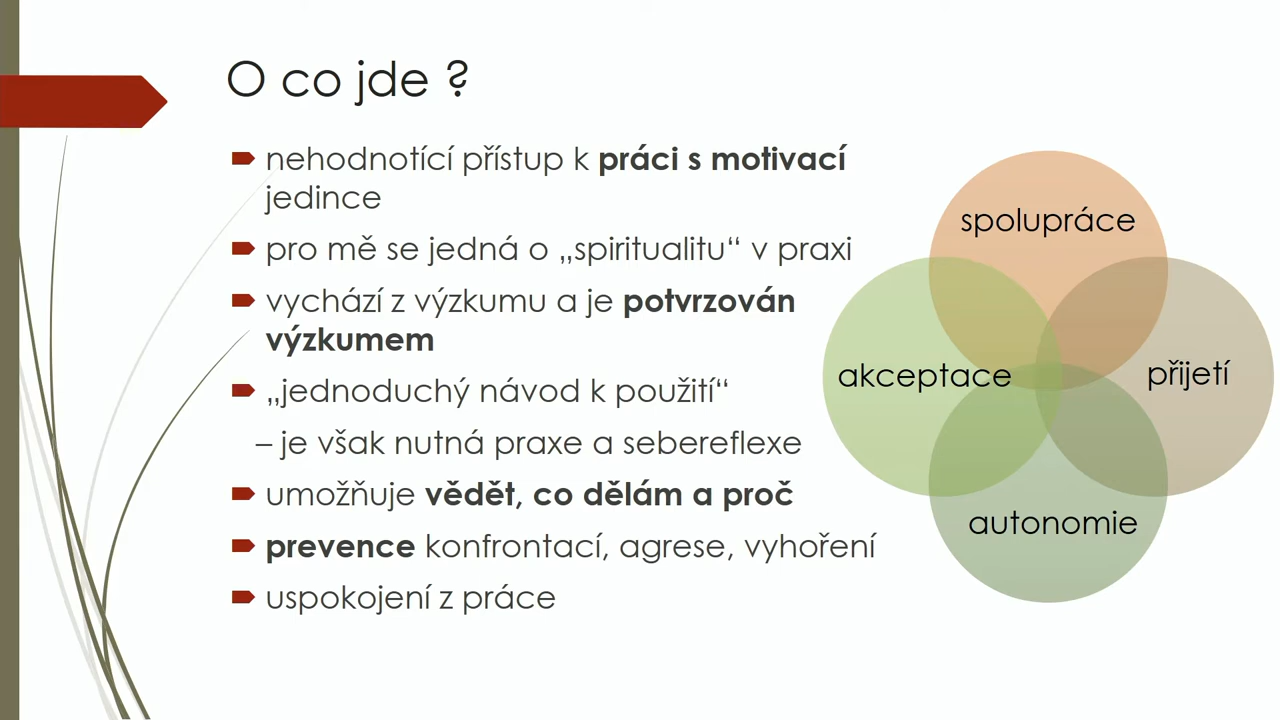 O co jde ?
nehodnotící přístup k práci s motivací
jedince
pro mě se jedná o „spiritualitu“ v praxi
vychází z výzkumu a je potvrzován
výzkumem
„jednoduchý návod k použití“
– je však nutná praxe a sebereflexe
umožňuje vědět, co dělám a proč
prevence konfrontací, agrese, vyhoření
uspokojení z práce
spolupráce
akceptace
přijetí
autonomie